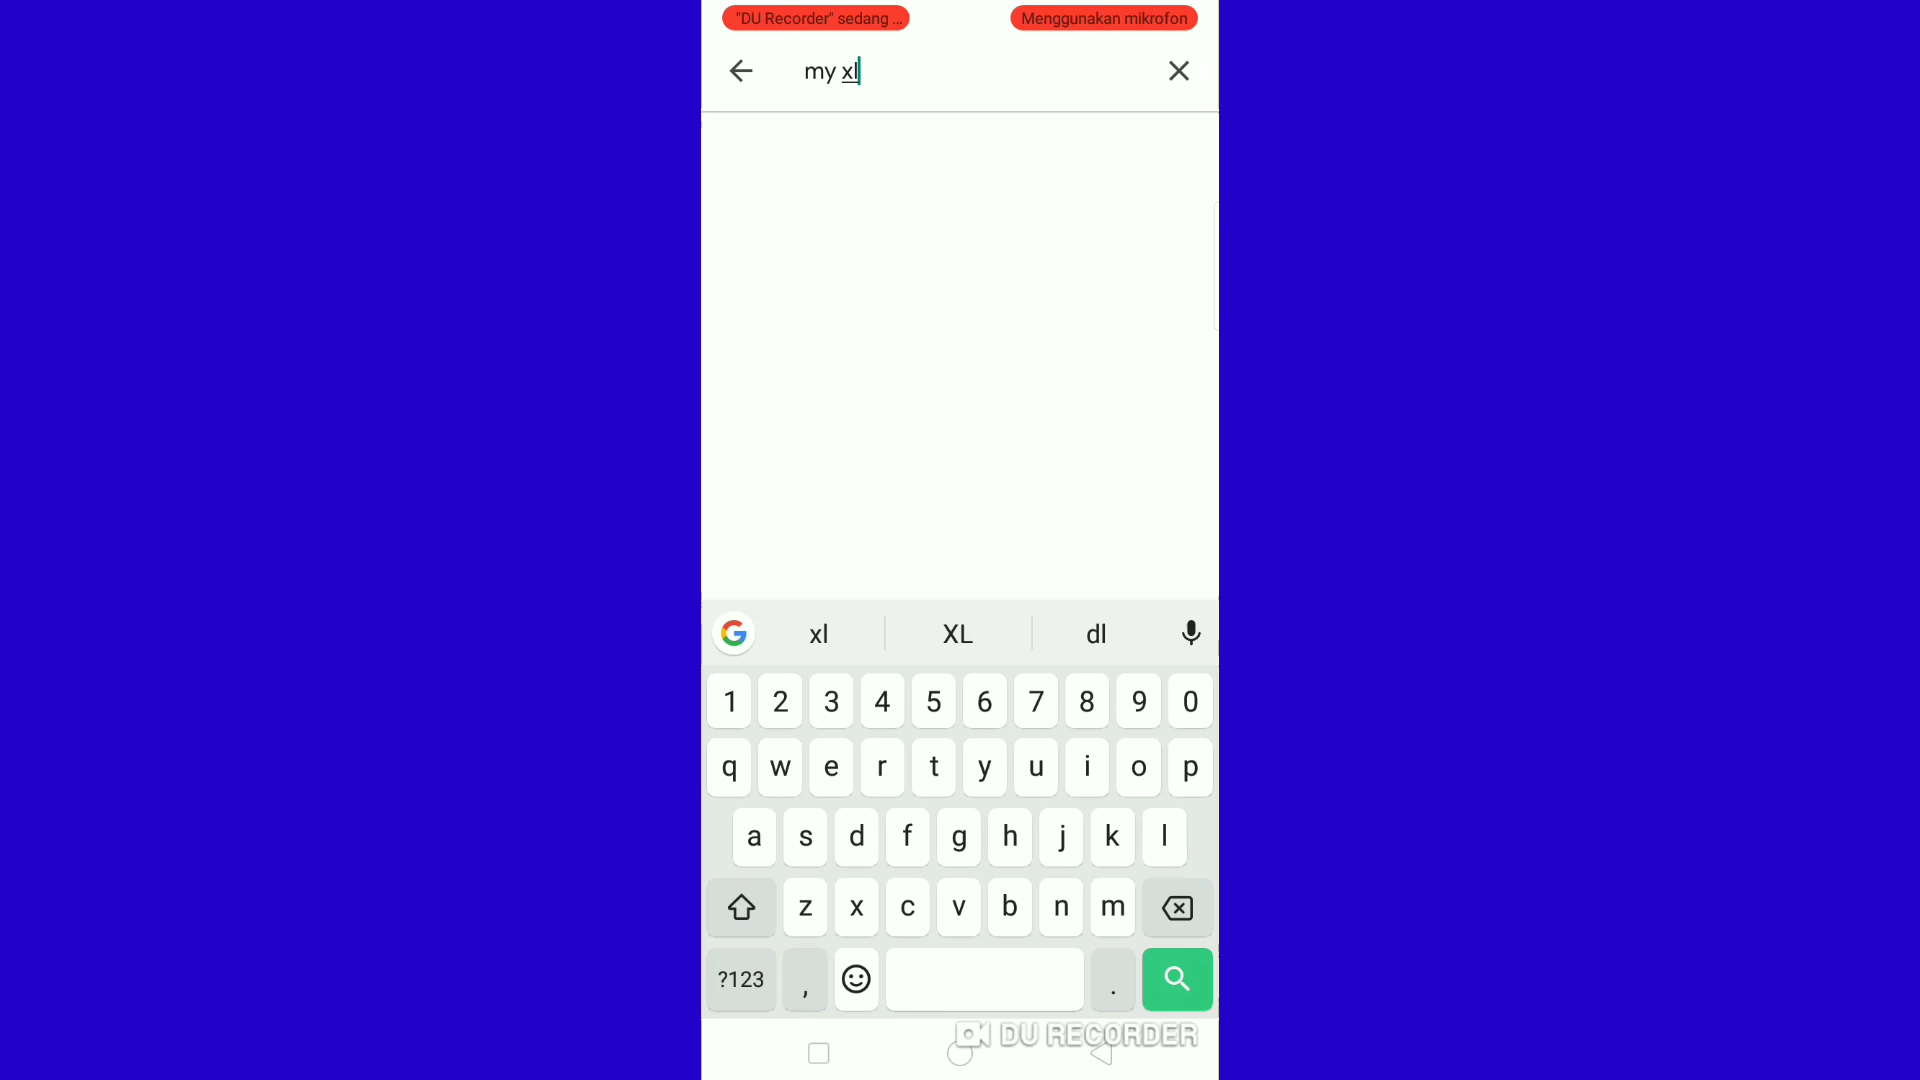 "DU Recorder" sedang ... Menggunakan mikrofon
my xl
xl XL dl
1 2 3 4 5 6 7 8 9 0
q w e r t y u i o p
a s d f g h j k l
z x c v b n m
?123 , .
DU RECORDER